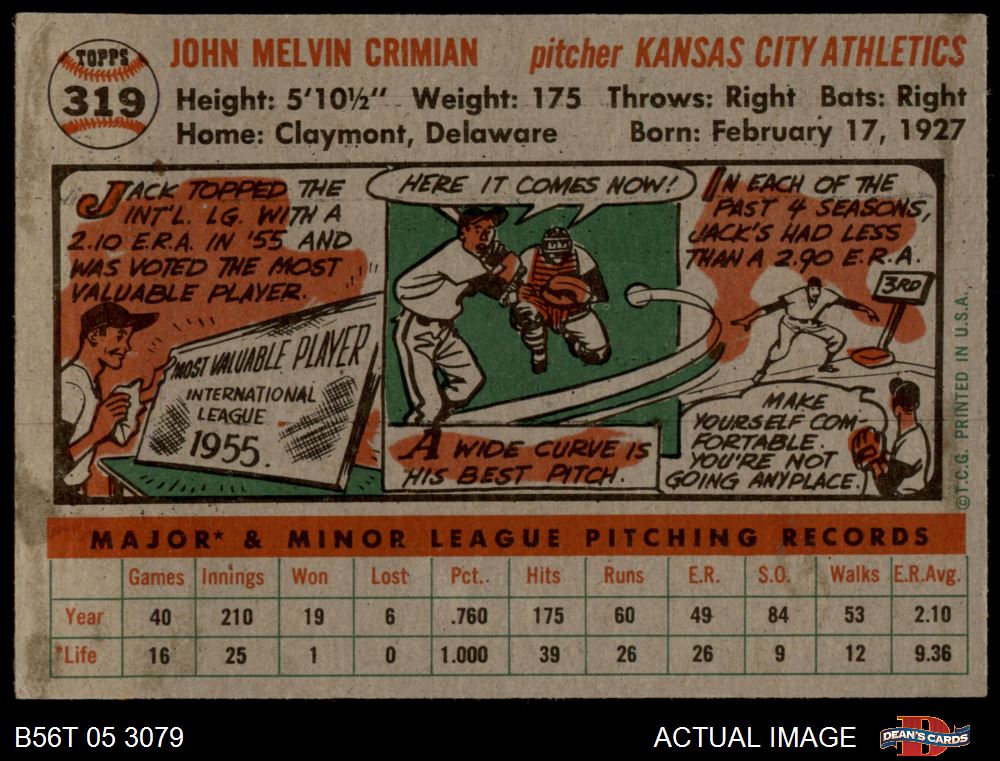 TOPPS
319
JOHN MELVIN CRIMIAN pitcher KANSAS CITY ATHLETICS
Height: 5'10½" Weight: 175 Throws: Right Bats: Right
Home: Claymont, Delaware Born: February 17, 1927
JACK TOPPED THE
INT'L. LG. WITH A
2.10 E.R.A. IN '55 AND
WAS VOTED THE MOST
VALUABLE PLAYER.
MOST VALUABLE PLAYER
INTERNATIONAL
LEAGUE
1955.
HERE IT COMES NOW!
A WIDE CURVE IS
HIS BEST PITCH.
IN EACH OF THE
PAST 4 SEASONS,
JACK'S HAD LESS
THAN A 2.90 E.R.A.
3RD
MAKE
YOURSELF COM-
FORTABLE.
YOU'RE NOT
GOING ANYPLACE.
©T.C.G. PRINTED IN U.S.A.
MAJOR* & MINOR LEAGUE PITCHING RECORDS
Games Innings Won Lost Pct. Hits Runs E.R. S.O. Walks E.R.Avg.
Year 40 210 19 6 .760 175 60 49 84 53 2.10
*Life 16 25 1 0 1.000 39 26 26 9 12 9.36
B56T 05 3079 ACTUAL IMAGE
DEAN'S CARDS